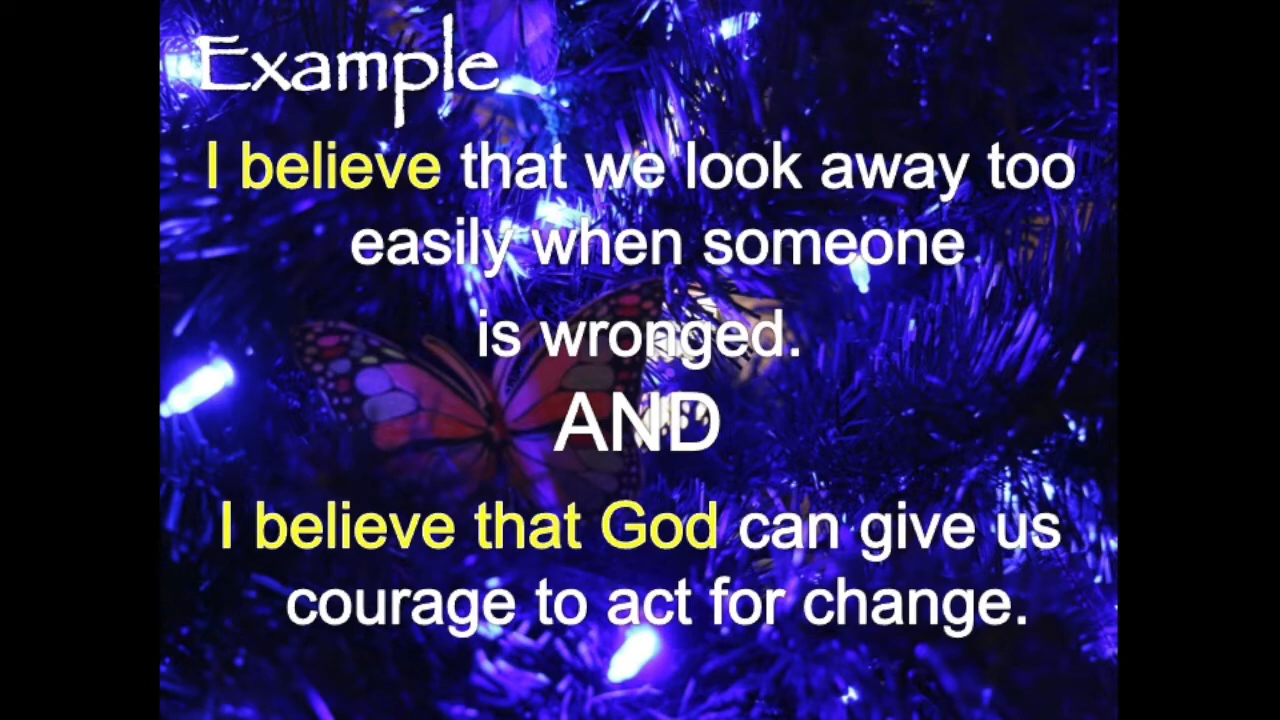 Example
I believe that we look away too
easily when someone
is wronged.
AND
I believe that God can give us
courage to act for change.